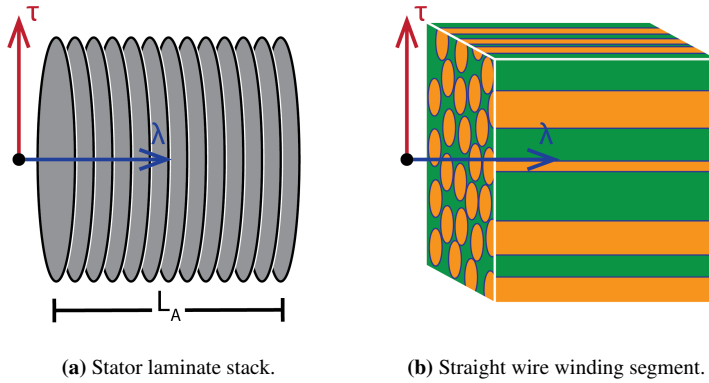 τ
λ
L_A
(a) Stator laminate stack.
τ
λ
(b) Straight wire winding segment.